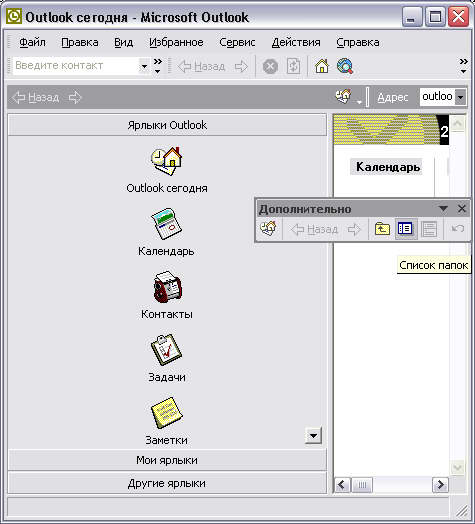 Outlook сегодня - Microsoft Outlook
Файл Правка Вид Избранное Сервис Действия Справка
Введите контакт Назад
Назад Адрес outloo
Ярлыки Outlook
2
Outlook сегодня
Календарь
Дополнительно
Назад
Календарь
Список папок
Контакты
Задачи
Заметки
Мои ярлыки
Другие ярлыки